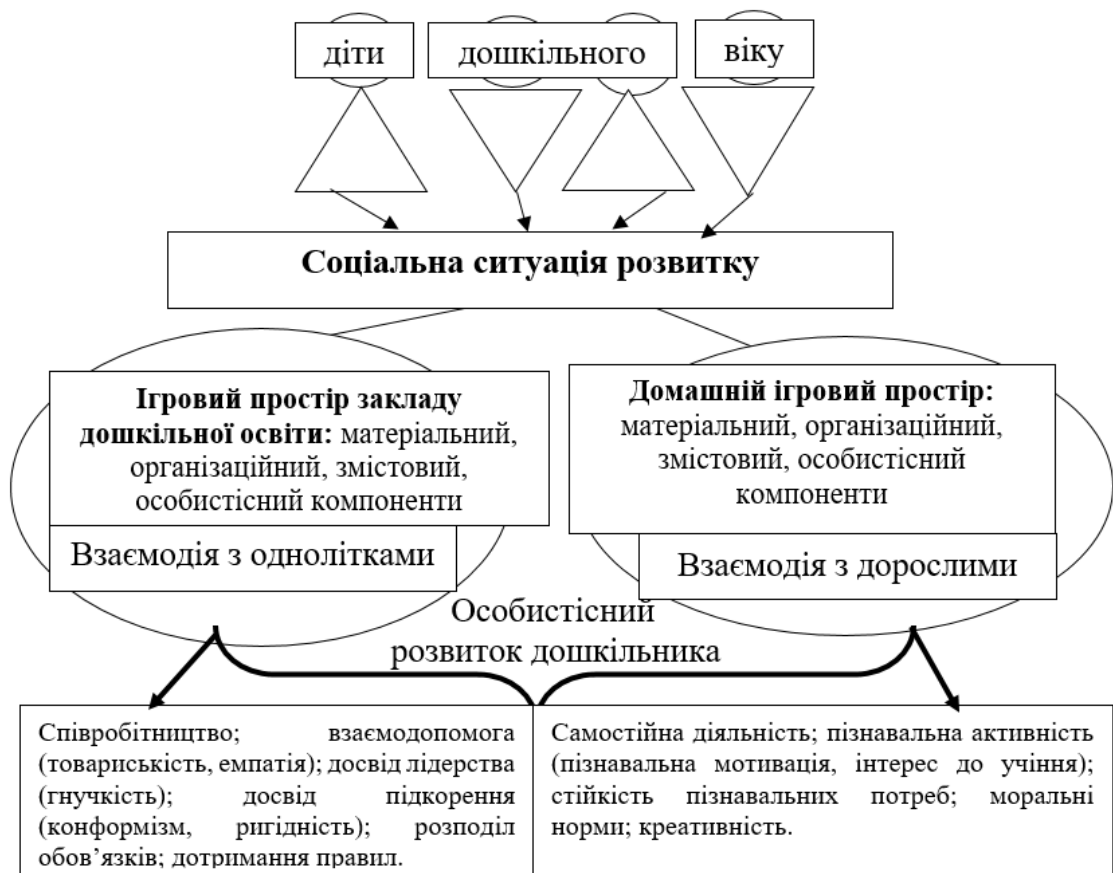 діти дошкільного віку
Соціальна ситуація розвитку
Ігровий простір закладу
дошкільної освіти: матеріальний,
організаційний, змістовий,
особистісний компоненти
Взаємодія з однолітками
Домашній ігровий простір:
матеріальний, організаційний,
змістовий, особистісний
компоненти
Взаємодія з дорослими
Особистісний
розвиток дошкільника
Співробітництво; взаємодопомога
(товариськість, емпатія); досвід лідерства
(гнучкість); досвід підкорення
(конформізм, ригідність); розподіл
обов’язків; дотримання правил.
Самостійна діяльність; пізнавальна активність
(пізнавальна мотивація, інтерес до учіння);
стійкість пізнавальних потреб; моральні
норми; креативність.